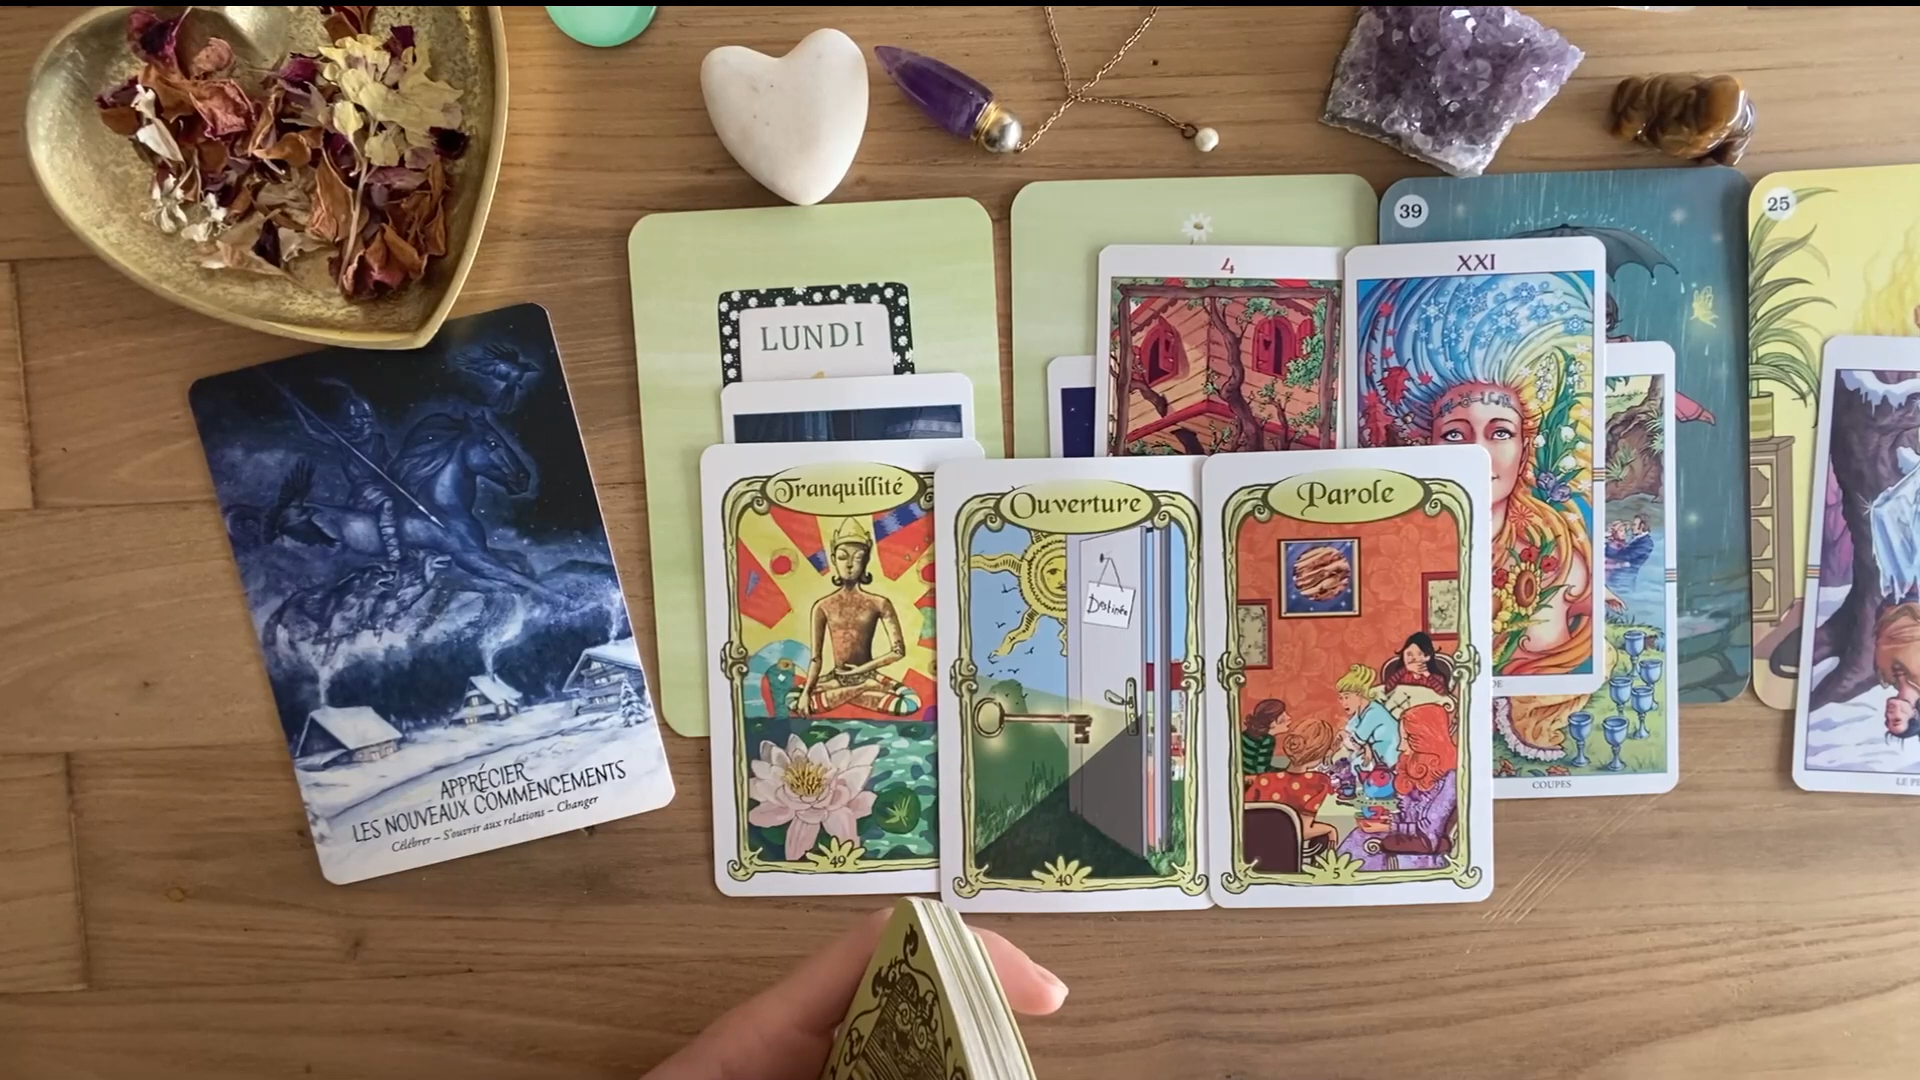 39
25
4
XXI
LUNDI
Tranquillité
Ouverture
Parole
Destinée
APPRÉCIER
LES NOUVEAUX COMMENCEMENTS
Célébrer – S'ouvrir aux relations – Changer
COUPES
49
40
5